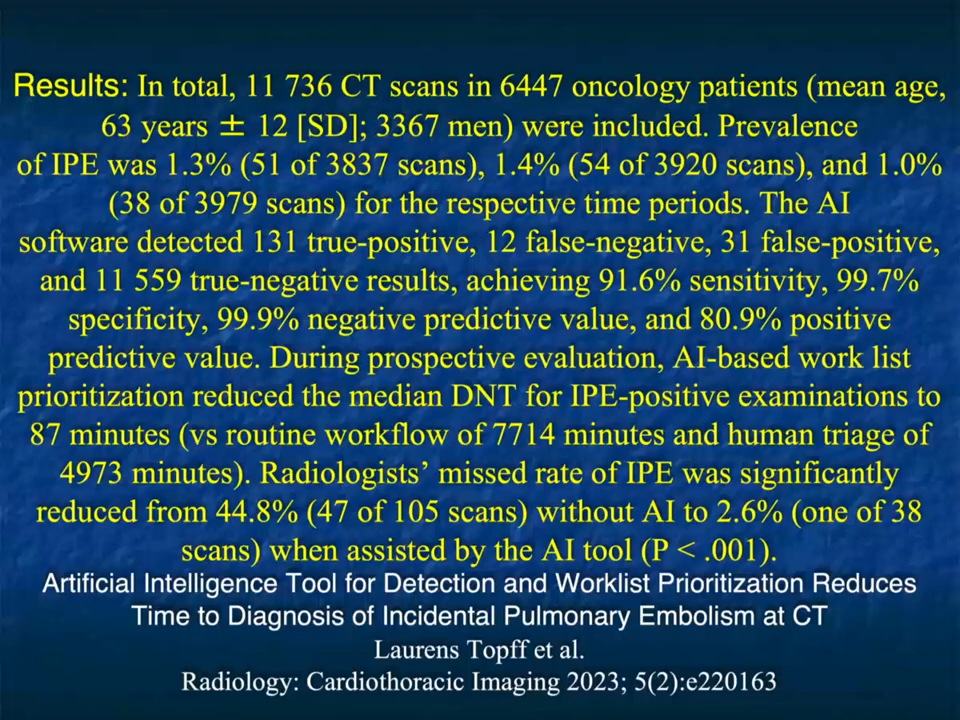 Results: In total, 11 736 CT scans in 6447 oncology patients (mean age,
63 years ± 12 [SD]; 3367 men) were included. Prevalence
of IPE was 1.3% (51 of 3837 scans), 1.4% (54 of 3920 scans), and 1.0%
(38 of 3979 scans) for the respective time periods. The AI
software detected 131 true-positive, 12 false-negative, 31 false-positive,
and 11 559 true-negative results, achieving 91.6% sensitivity, 99.7%
specificity, 99.9% negative predictive value, and 80.9% positive
predictive value. During prospective evaluation, AI-based work list
prioritization reduced the median DNT for IPE-positive examinations to
87 minutes (vs routine workflow of 7714 minutes and human triage of
4973 minutes). Radiologists’ missed rate of IPE was significantly
reduced from 44.8% (47 of 105 scans) without AI to 2.6% (one of 38
scans) when assisted by the AI tool (P < .001).
Artificial Intelligence Tool for Detection and Worklist Prioritization Reduces
Time to Diagnosis of Incidental Pulmonary Embolism at CT
Laurens Topff et al.
Radiology: Cardiothoracic Imaging 2023; 5(2):e220163